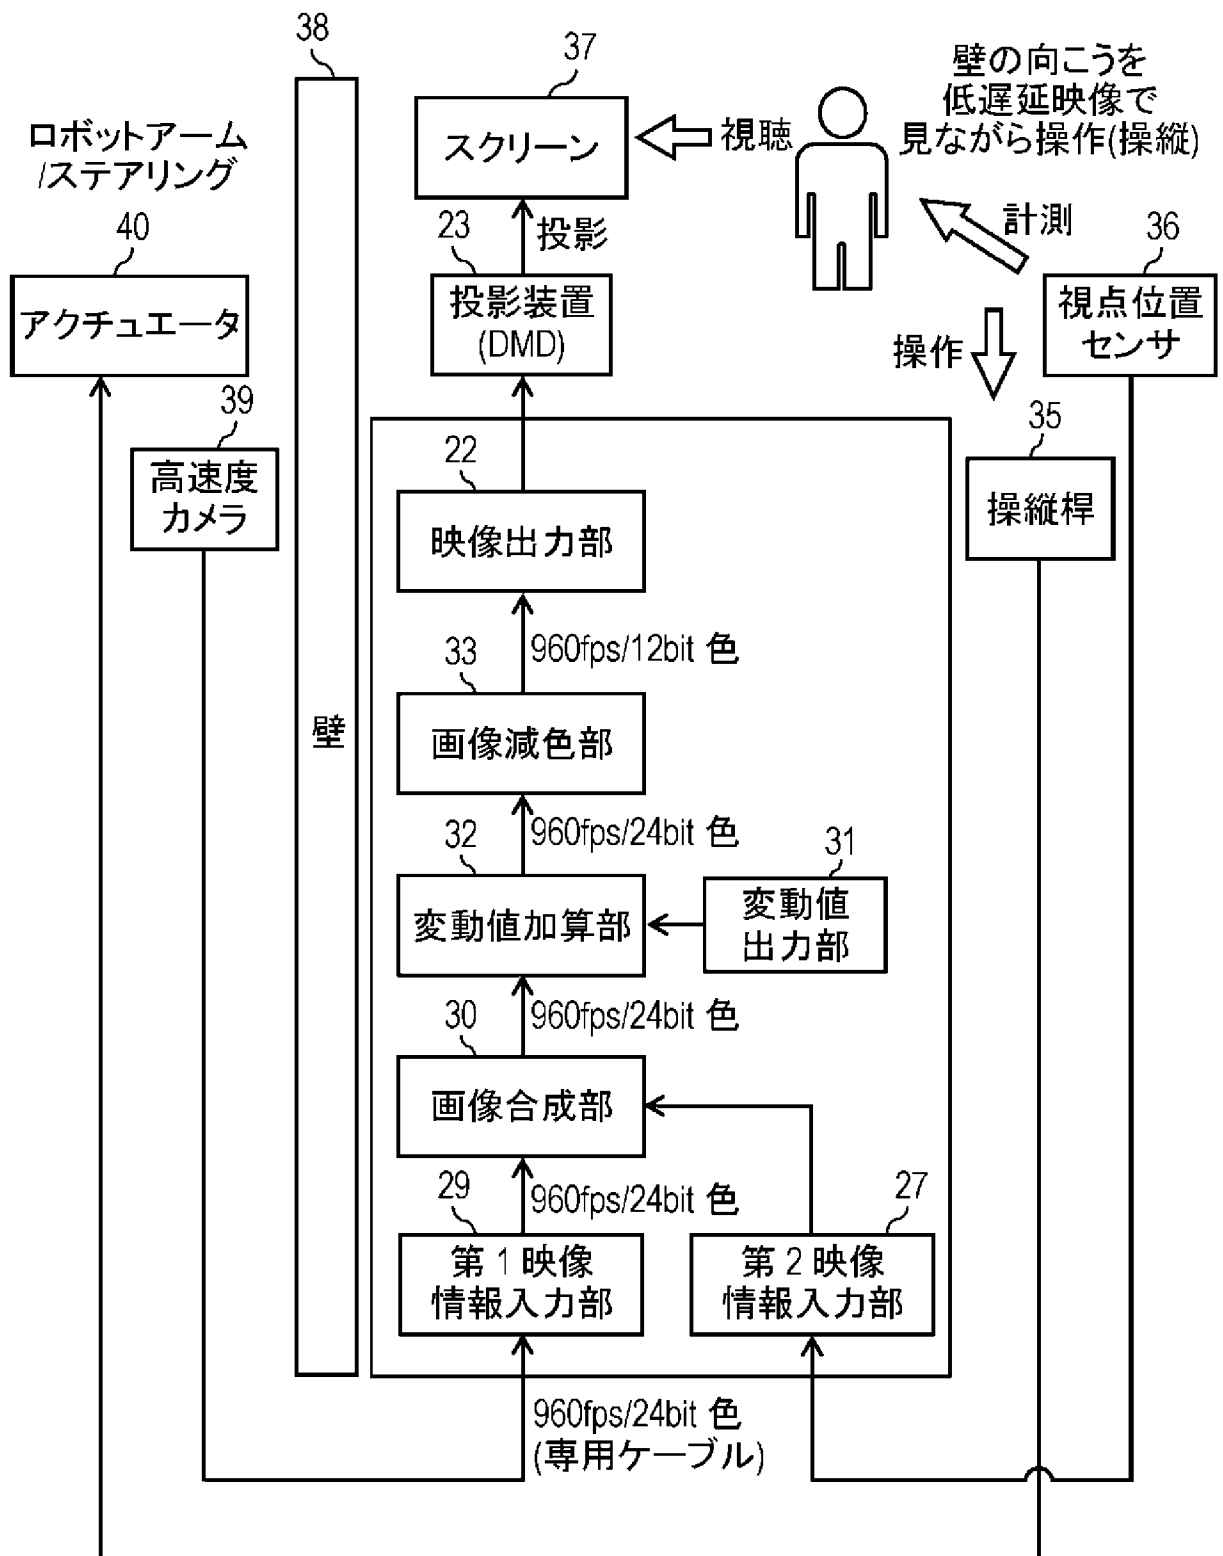 38
37
壁の向こうを
低遅延映像で
見ながら操作(操縦)
ロボットアーム
/ステアリング
スクリーン
視聴
40
23
投影
計測
36
アクチュエータ
投影装置
(DMD)
操作
視点位置
センサ
39
35
高速度
カメラ
22
操縦桿
映像出力部
960fps/12bit 色
33
壁
画像減色部
960fps/24bit 色
32
31
変動値加算部
変動値
出力部
30
960fps/24bit 色
画像合成部
29
960fps/24bit 色
27
第1映像
情報入力部
第2映像
情報入力部
960fps/24bit 色
(専用ケーブル)